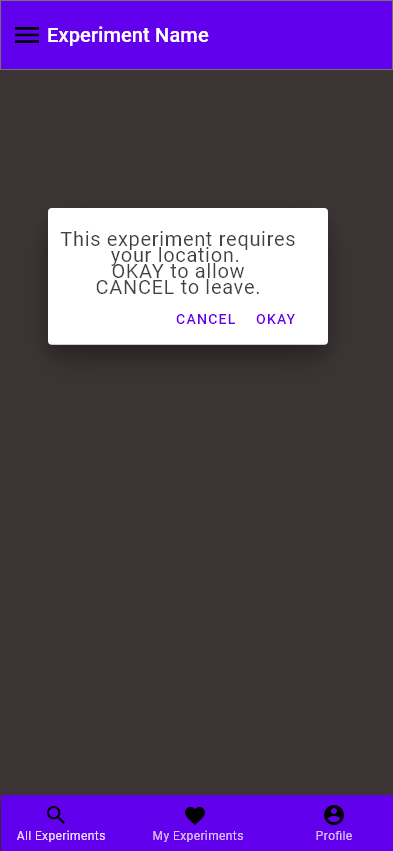 Experiment Name
This experiment requires
your location.
OKAY to allow
CANCEL to leave.
CANCEL OKAY
All Experiments My Experiments Profile